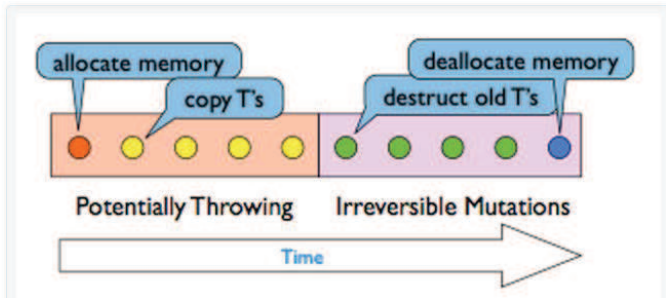 allocate memory
deallocate memory
copy T's
destruct old T's
Potentially Throwing
Irreversible Mutations
Time